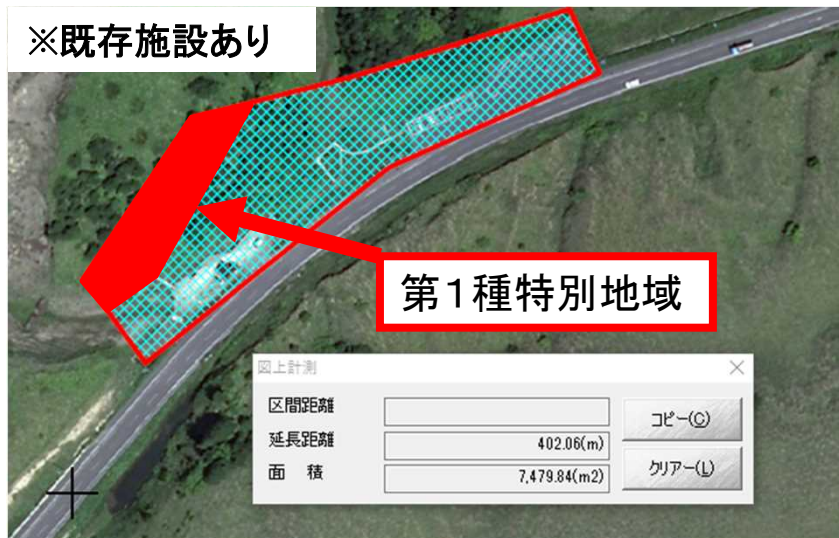 ※既存施設あり
第１種特別地域
図上計測
区間距離
コピー(C)
延長距離
402.06(m)
面 積
7,479.84(m2)
クリアー(L)